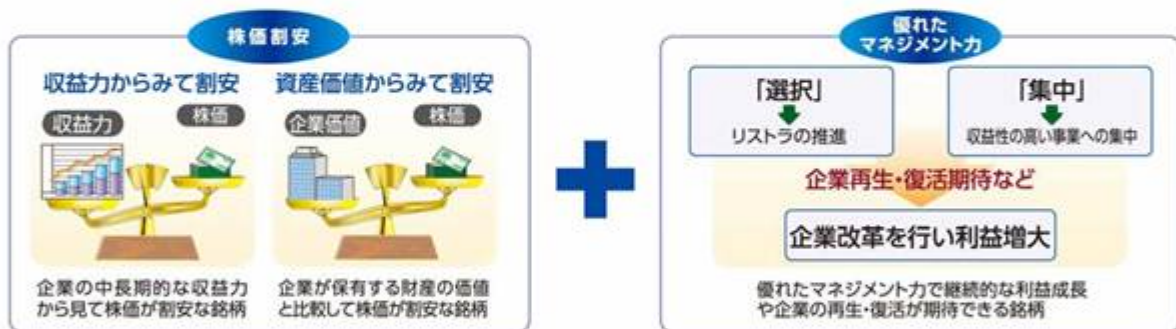 株価割安
収益力からみて割安
収益力
株価
企業の中長期的な収益力
から見て株価が割安な銘柄
資産価値からみて割安
企業価値
株価
企業が保有する財産の価値
と比較して株価が割安な銘柄
優れた
マネジメント力
「選択」
リストラの推進
「集中」
収益性の高い事業への集中
企業再生・復活期待など
企業改革を行い利益増大
優れたマネジメント力で継続的な利益成長
や企業の再生・復活が期待できる銘柄